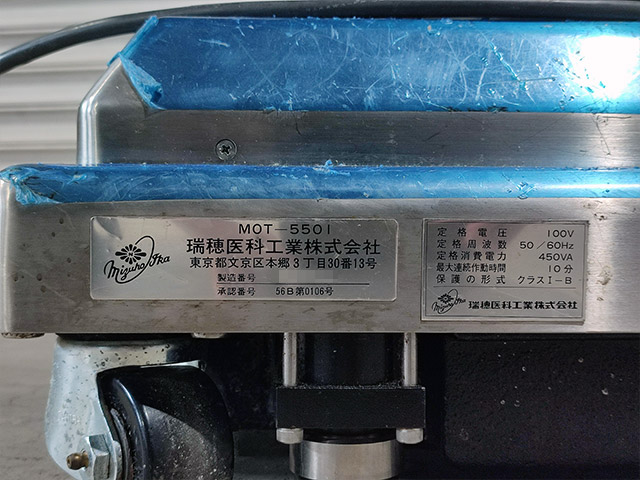 MOT-5501
瑞穂医科工業株式会社
東京都文京区本郷3丁目30番13号
製造番号
承認番号 56B第0106号
Mizuho Ika
定格電圧 100V
定格周波数 50/60Hz
定格消費電力 450VA
最大連続作動時間 10分
保護の形式 クラスI-B
瑞穂医科工業株式会社